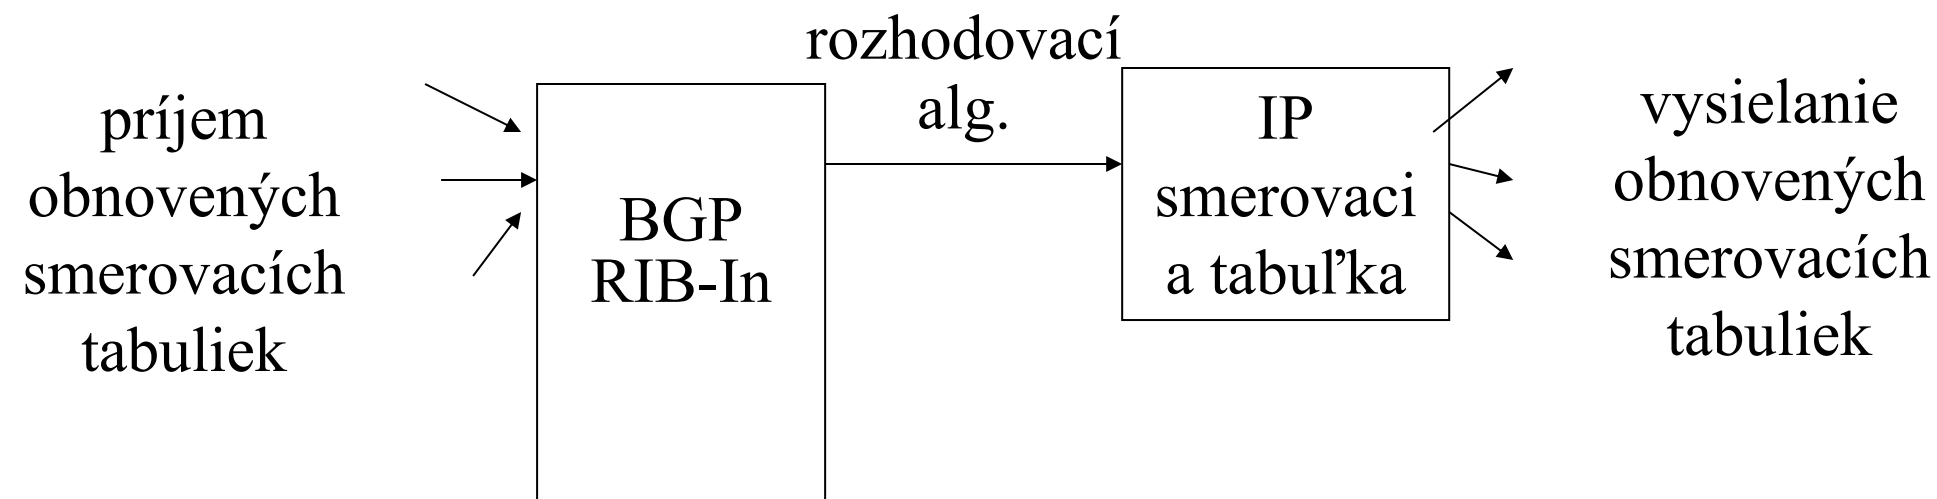 príjem
obnovených
smerovacích
tabuliek
BGP
RIB-In
rozhodovací
alg.
IP
smerovaci
a tabuľka
vysielanie
obnovených
smerovacích
tabuliek